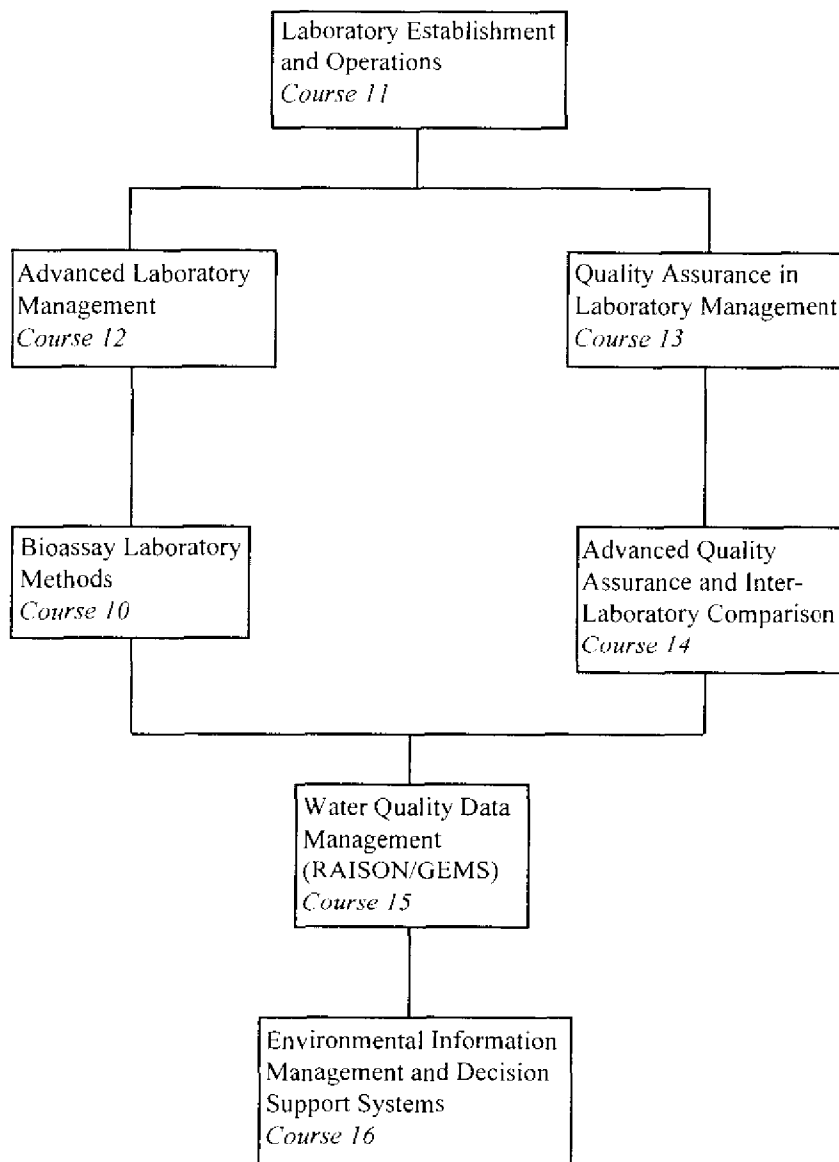 Laboratory Establishment
and Operations
Course 11
Advanced Laboratory
Management
Course 12
Quality Assurance in
Laboratory Management
Course 13
Bioassay Laboratory
Methods
Course 10
Advanced Quality
Assurance and Inter-
Laboratory Comparison
Course 14
Water Quality Data
Management
(RAISON/GEMS)
Course 15
Environmental Information
Management and Decision
Support Systems
Course 16